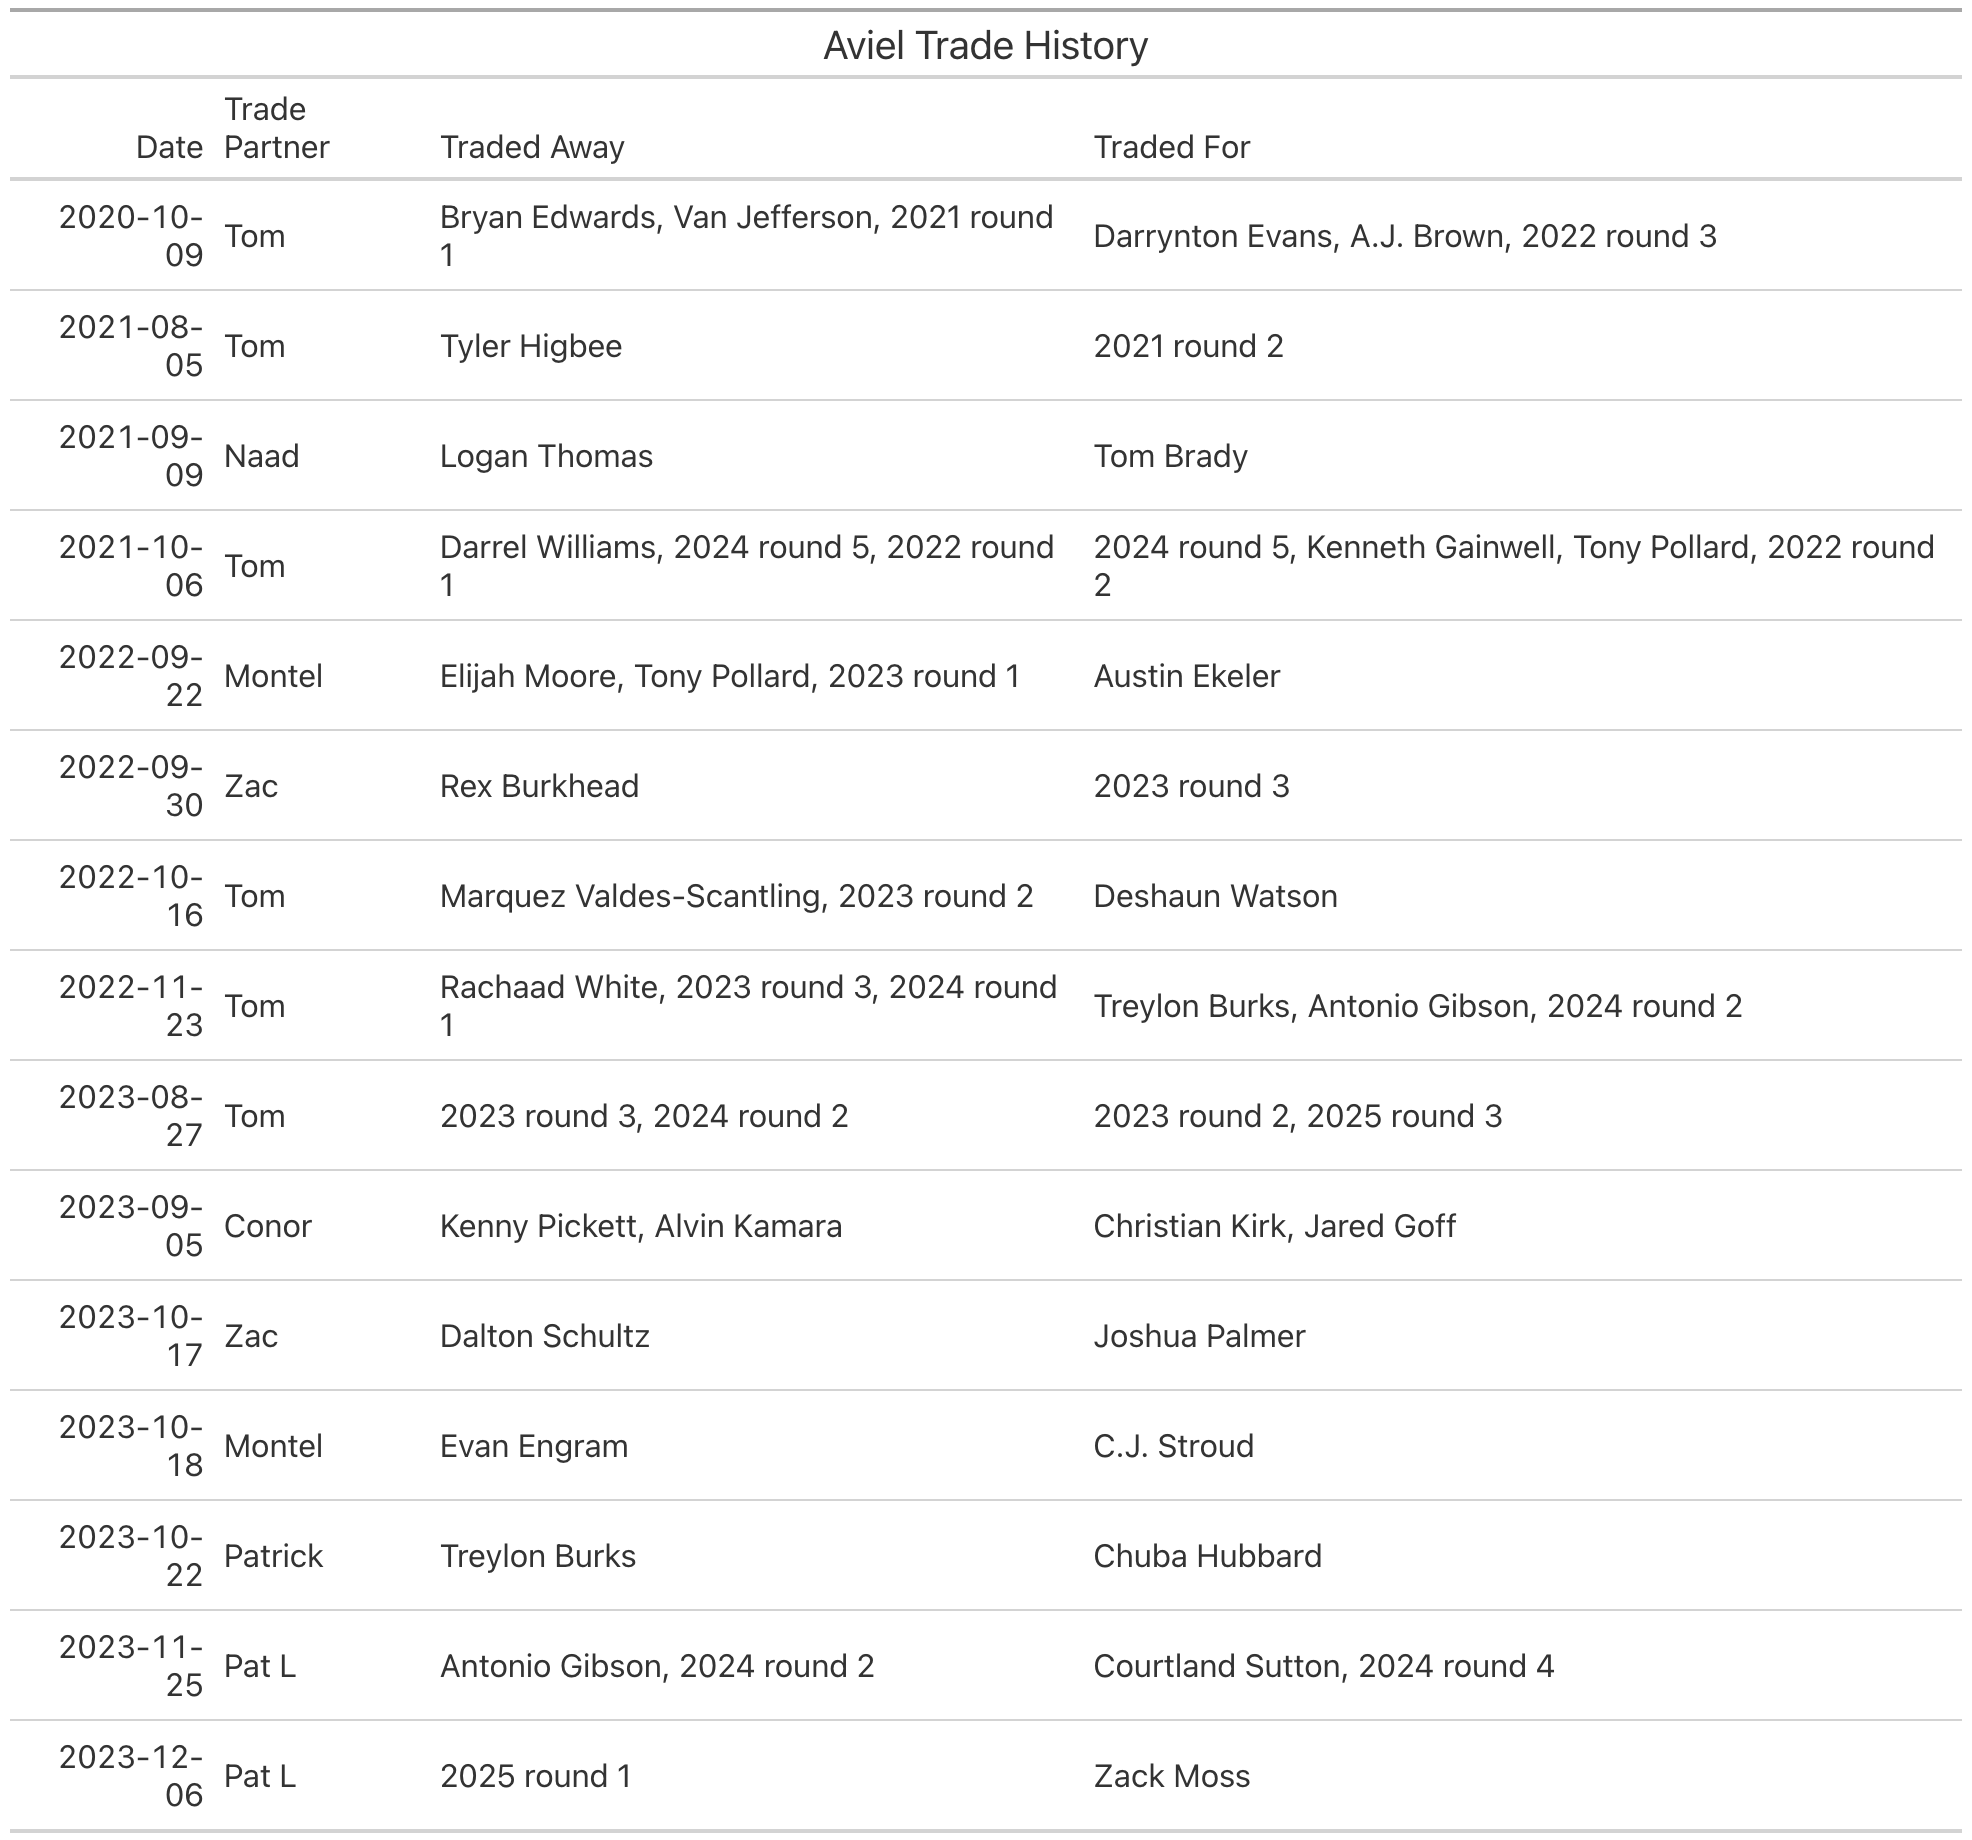 Aviel Trade History
Trade
Date Partner Traded Away Traded For
2020-10-
09 Tom Bryan Edwards, Van Jefferson, 2021 round
1 Darrynton Evans, A.J. Brown, 2022 round 3
2021-08-
05 Tom Tyler Higbee 2021 round 2
2021-09-
09 Naad Logan Thomas Tom Brady
2021-10-
06 Tom Darrel Williams, 2024 round 5, 2022 round
1 2024 round 5, Kenneth Gainwell, Tony Pollard, 2022 round
2
2022-09-
22 Montel Elijah Moore, Tony Pollard, 2023 round 1 Austin Ekeler
2022-09-
30 Zac Rex Burkhead 2023 round 3
2022-10-
16 Tom Marquez Valdes-Scantling, 2023 round 2 Deshaun Watson
2022-11-
23 Tom Rachaad White, 2023 round 3, 2024 round
1 Treylon Burks, Antonio Gibson, 2024 round 2
2023-08-
27 Tom 2023 round 3, 2024 round 2 2023 round 2, 2025 round 3
2023-09-
05 Conor Kenny Pickett, Alvin Kamara Christian Kirk, Jared Goff
2023-10-
17 Zac Dalton Schultz Joshua Palmer
2023-10-
18 Montel Evan Engram C.J. Stroud
2023-10-
22 Patrick Treylon Burks Chuba Hubbard
2023-11-
25 Pat L Antonio Gibson, 2024 round 2 Courtland Sutton, 2024 round 4
2023-12-
06 Pat L 2025 round 1 Zack Moss